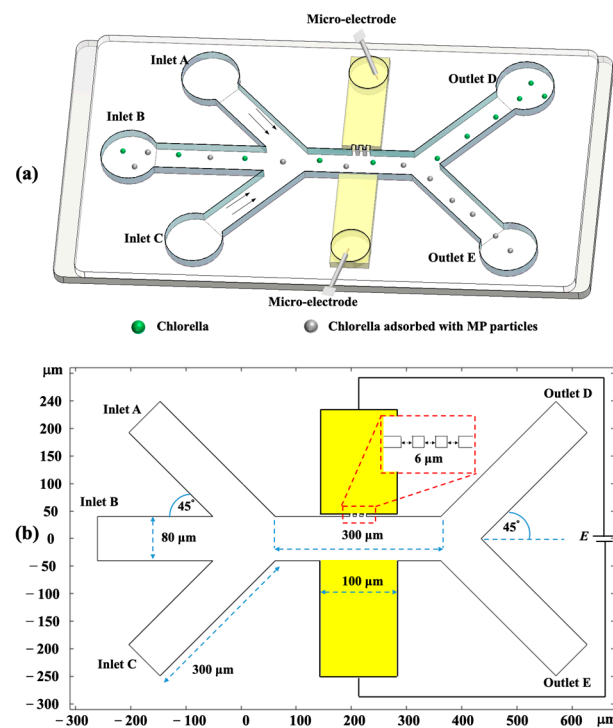 (a)
Micro-electrode
Inlet A
Outlet D
Inlet B
Inlet C
Outlet E
Micro-electrode
Chlorella
Chlorella adsorbed with MP particles
(b)
μm
240
200
150
100
50
0
−50
−100
−150
−200
−250
−300
Inlet A
Outlet D
6 μm
45°
Inlet B
80 μm
300 μm
45°
E
100 μm
300 μm
Inlet C
Outlet E
−300 −200 −100 0 100 200 300 400 500 600 μm